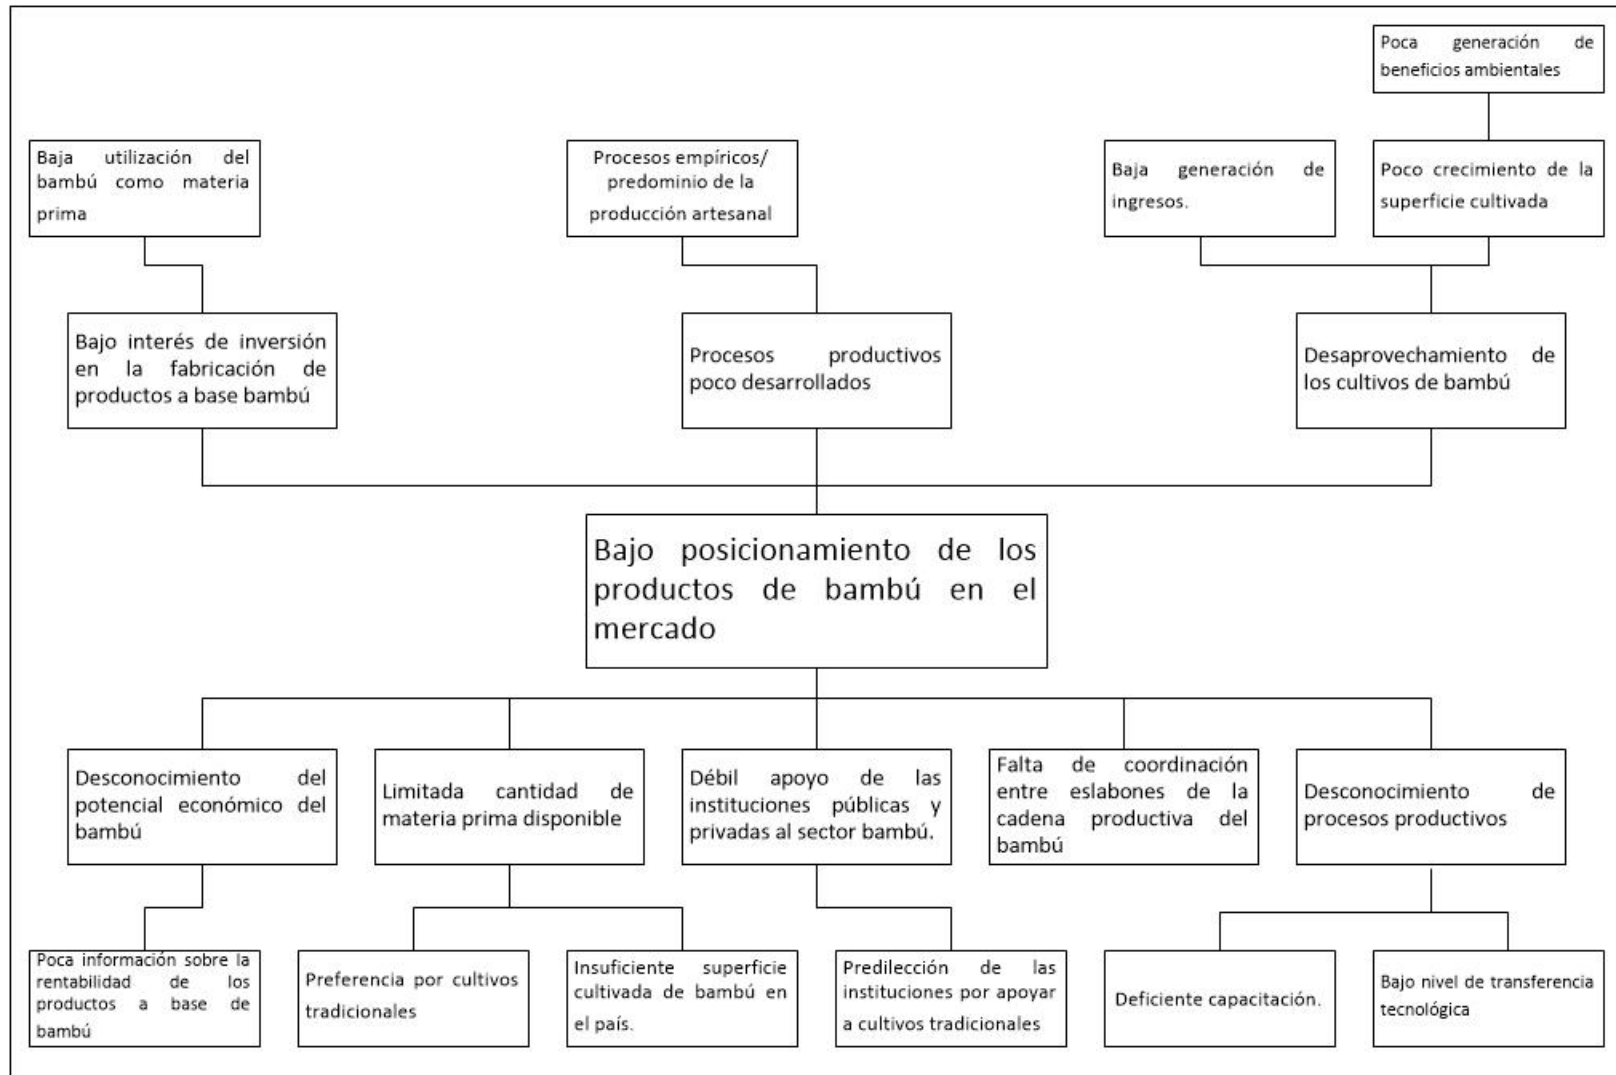 Poca generación de
beneficios ambientales
Baja utilización del
bambú como materia
prima
Procesos empíricos/
predominio de la
producción artesanal
Baja generación de
ingresos.
Poco crecimiento de la
superficie cultivada
Bajo interés de inversión
en la fabricación de
productos a base bambú
Procesos productivos
poco desarrollados
Desaprovechamiento de
los cultivos de bambú
Bajo posicionamiento de los
productos de bambú en el
mercado
Desconocimiento del
potencial económico del
bambú
Limitada cantidad de
materia prima disponible
Débil apoyo de las
instituciones públicas y
privadas al sector bambú.
Falta de coordinación
entre eslabones de la
cadena productiva del
bambú
Desconocimiento de
procesos productivos
Poca información sobre la
rentabilidad de los
productos a base de
bambú
Preferencia por cultivos
tradicionales
Insuficiente superficie
cultivada de bambú en
el país.
Predilección de las
instituciones por apoyar
a cultivos tradicionales
Deficiente capacitación.
Bajo nivel de transferencia
tecnológica